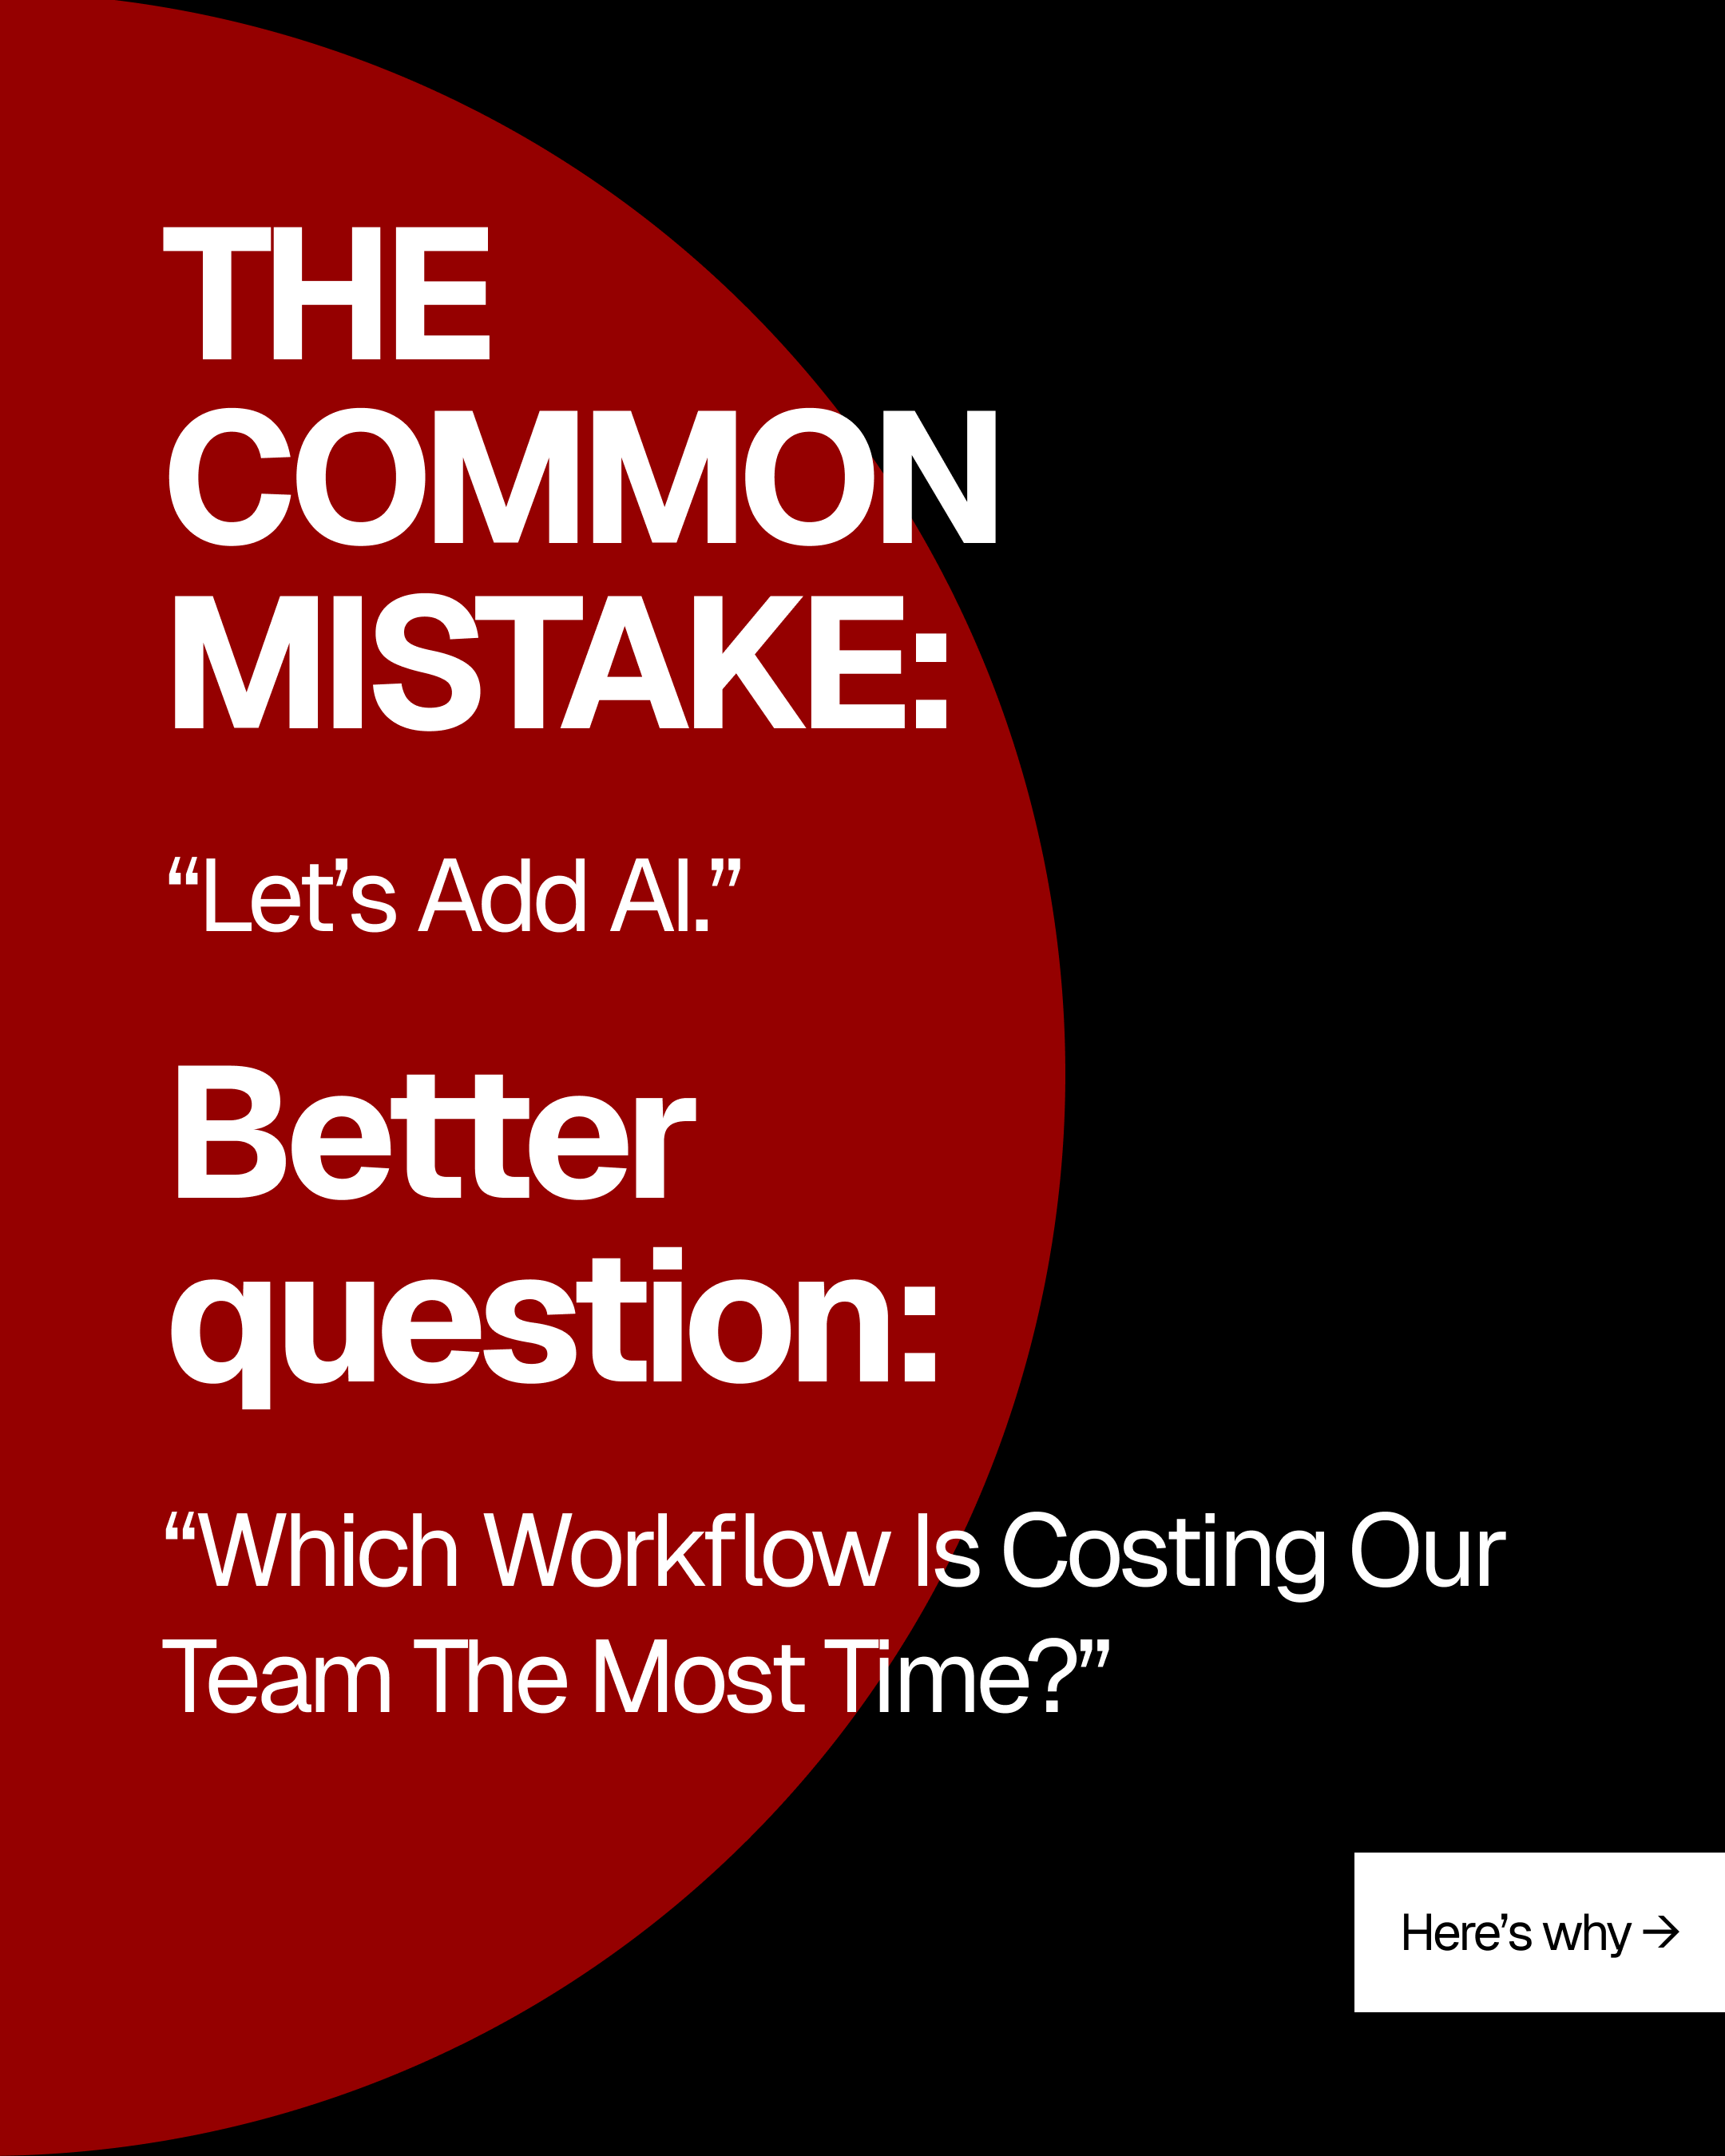 THE
COMMON
MISTAKE:
“Let’s Add AI.”
Better
question:
“Which Workflow Is Costing Our
Team The Most Time?”
Here’s why →